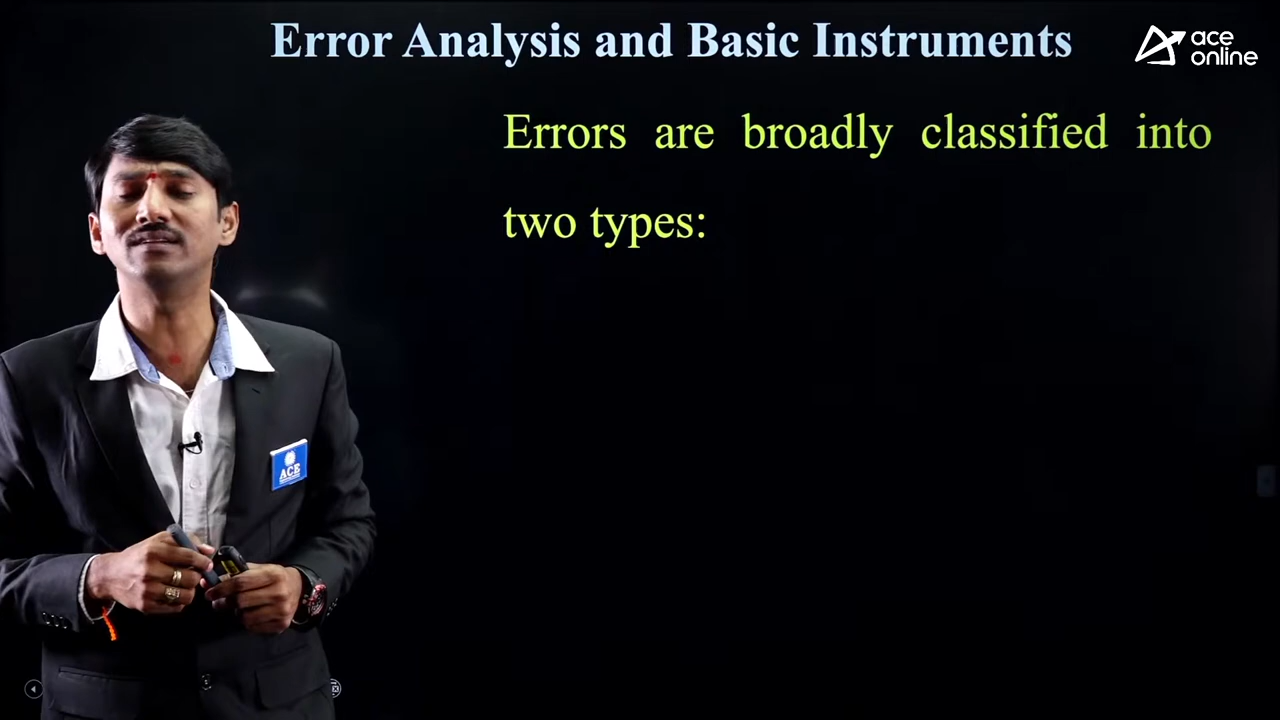 Error Analysis and Basic Instruments
ace
online
Errors are broadly classified into
two types:
ACE